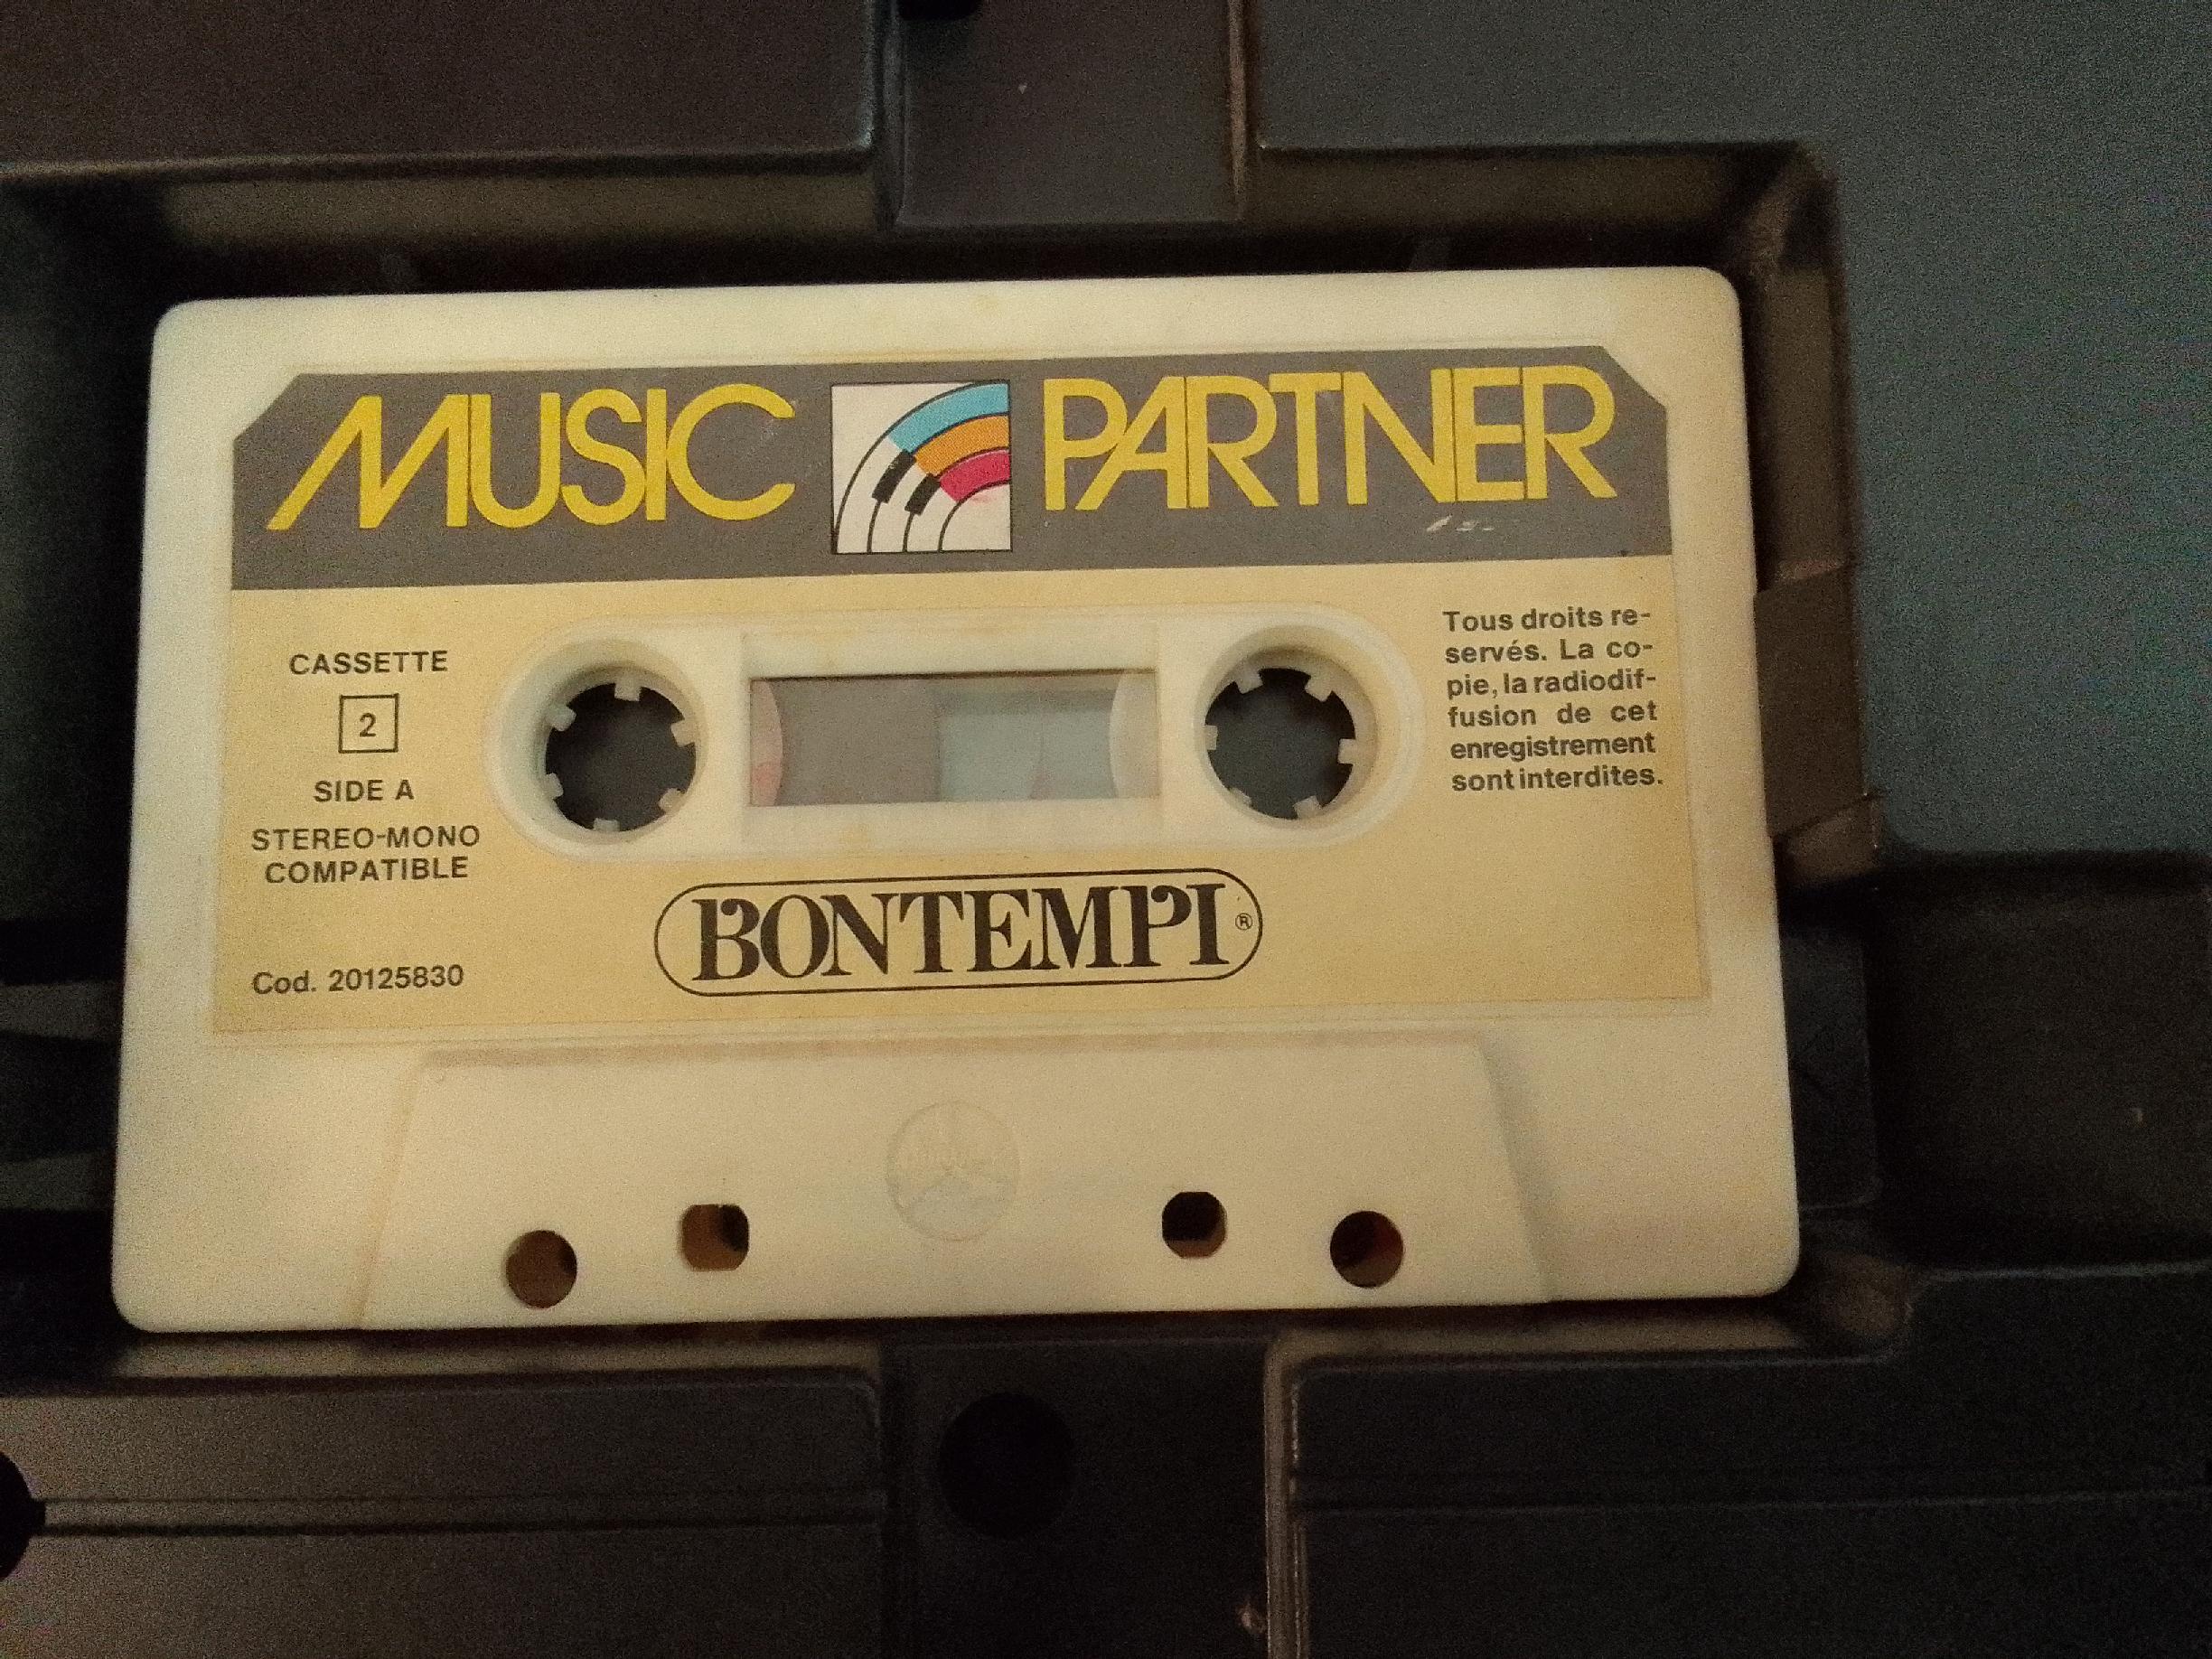 MUSIC PARTNER
CASSETTE
2
SIDE A
STEREO-MONO
COMPATIBLE
Cod. 20125830
Tous droits re-
servés. La co-
pie, la radiodif-
fusion de cet
enregistrement
sont interdites.
BONTEMPI®